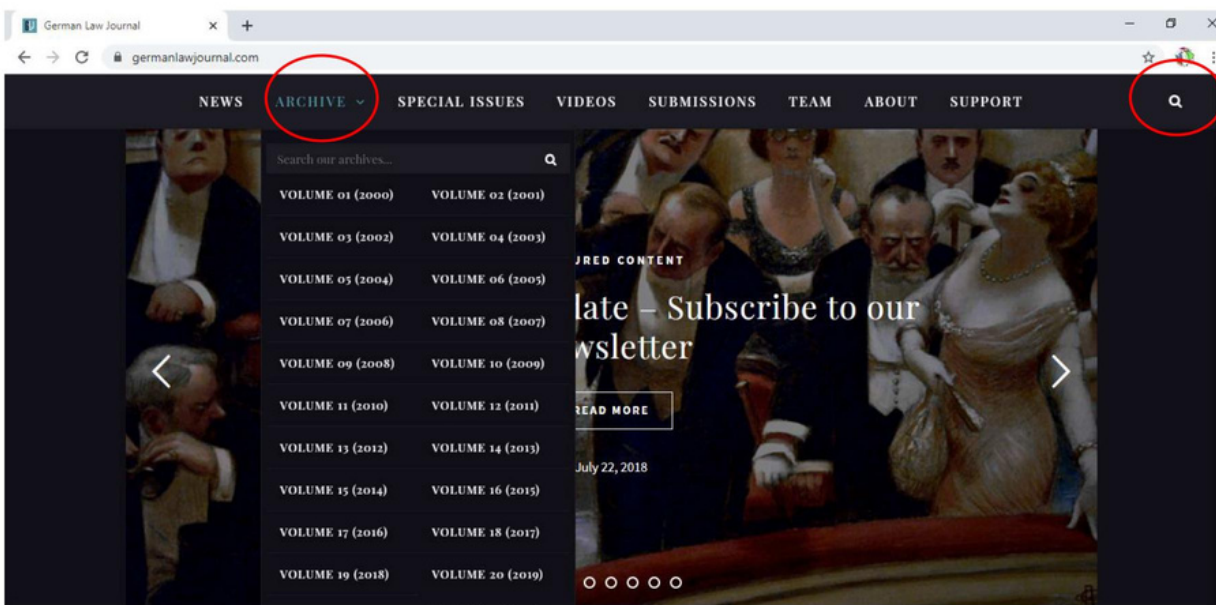 German Law Journal
germanlawjournal.com
NEWS ARCHIVE SPECIAL ISSUES VIDEOS SUBMISSIONS TEAM ABOUT SUPPORT
Search our archives...
VOLUME 01 (2000) VOLUME 02 (2001)
VOLUME 03 (2002) VOLUME 04 (2003)
VOLUME 05 (2004) VOLUME 06 (2005)
VOLUME 07 (2006) VOLUME 08 (2007)
VOLUME 09 (2008) VOLUME 10 (2009)
VOLUME 11 (2010) VOLUME 12 (2011)
VOLUME 13 (2012) VOLUME 14 (2013)
VOLUME 15 (2014) VOLUME 16 (2015)
VOLUME 17 (2016) VOLUME 18 (2017)
VOLUME 19 (2018) VOLUME 20 (2019)
URED CONTENT
late – Subscribe to our
wsletter
READ MORE
July 22, 2018